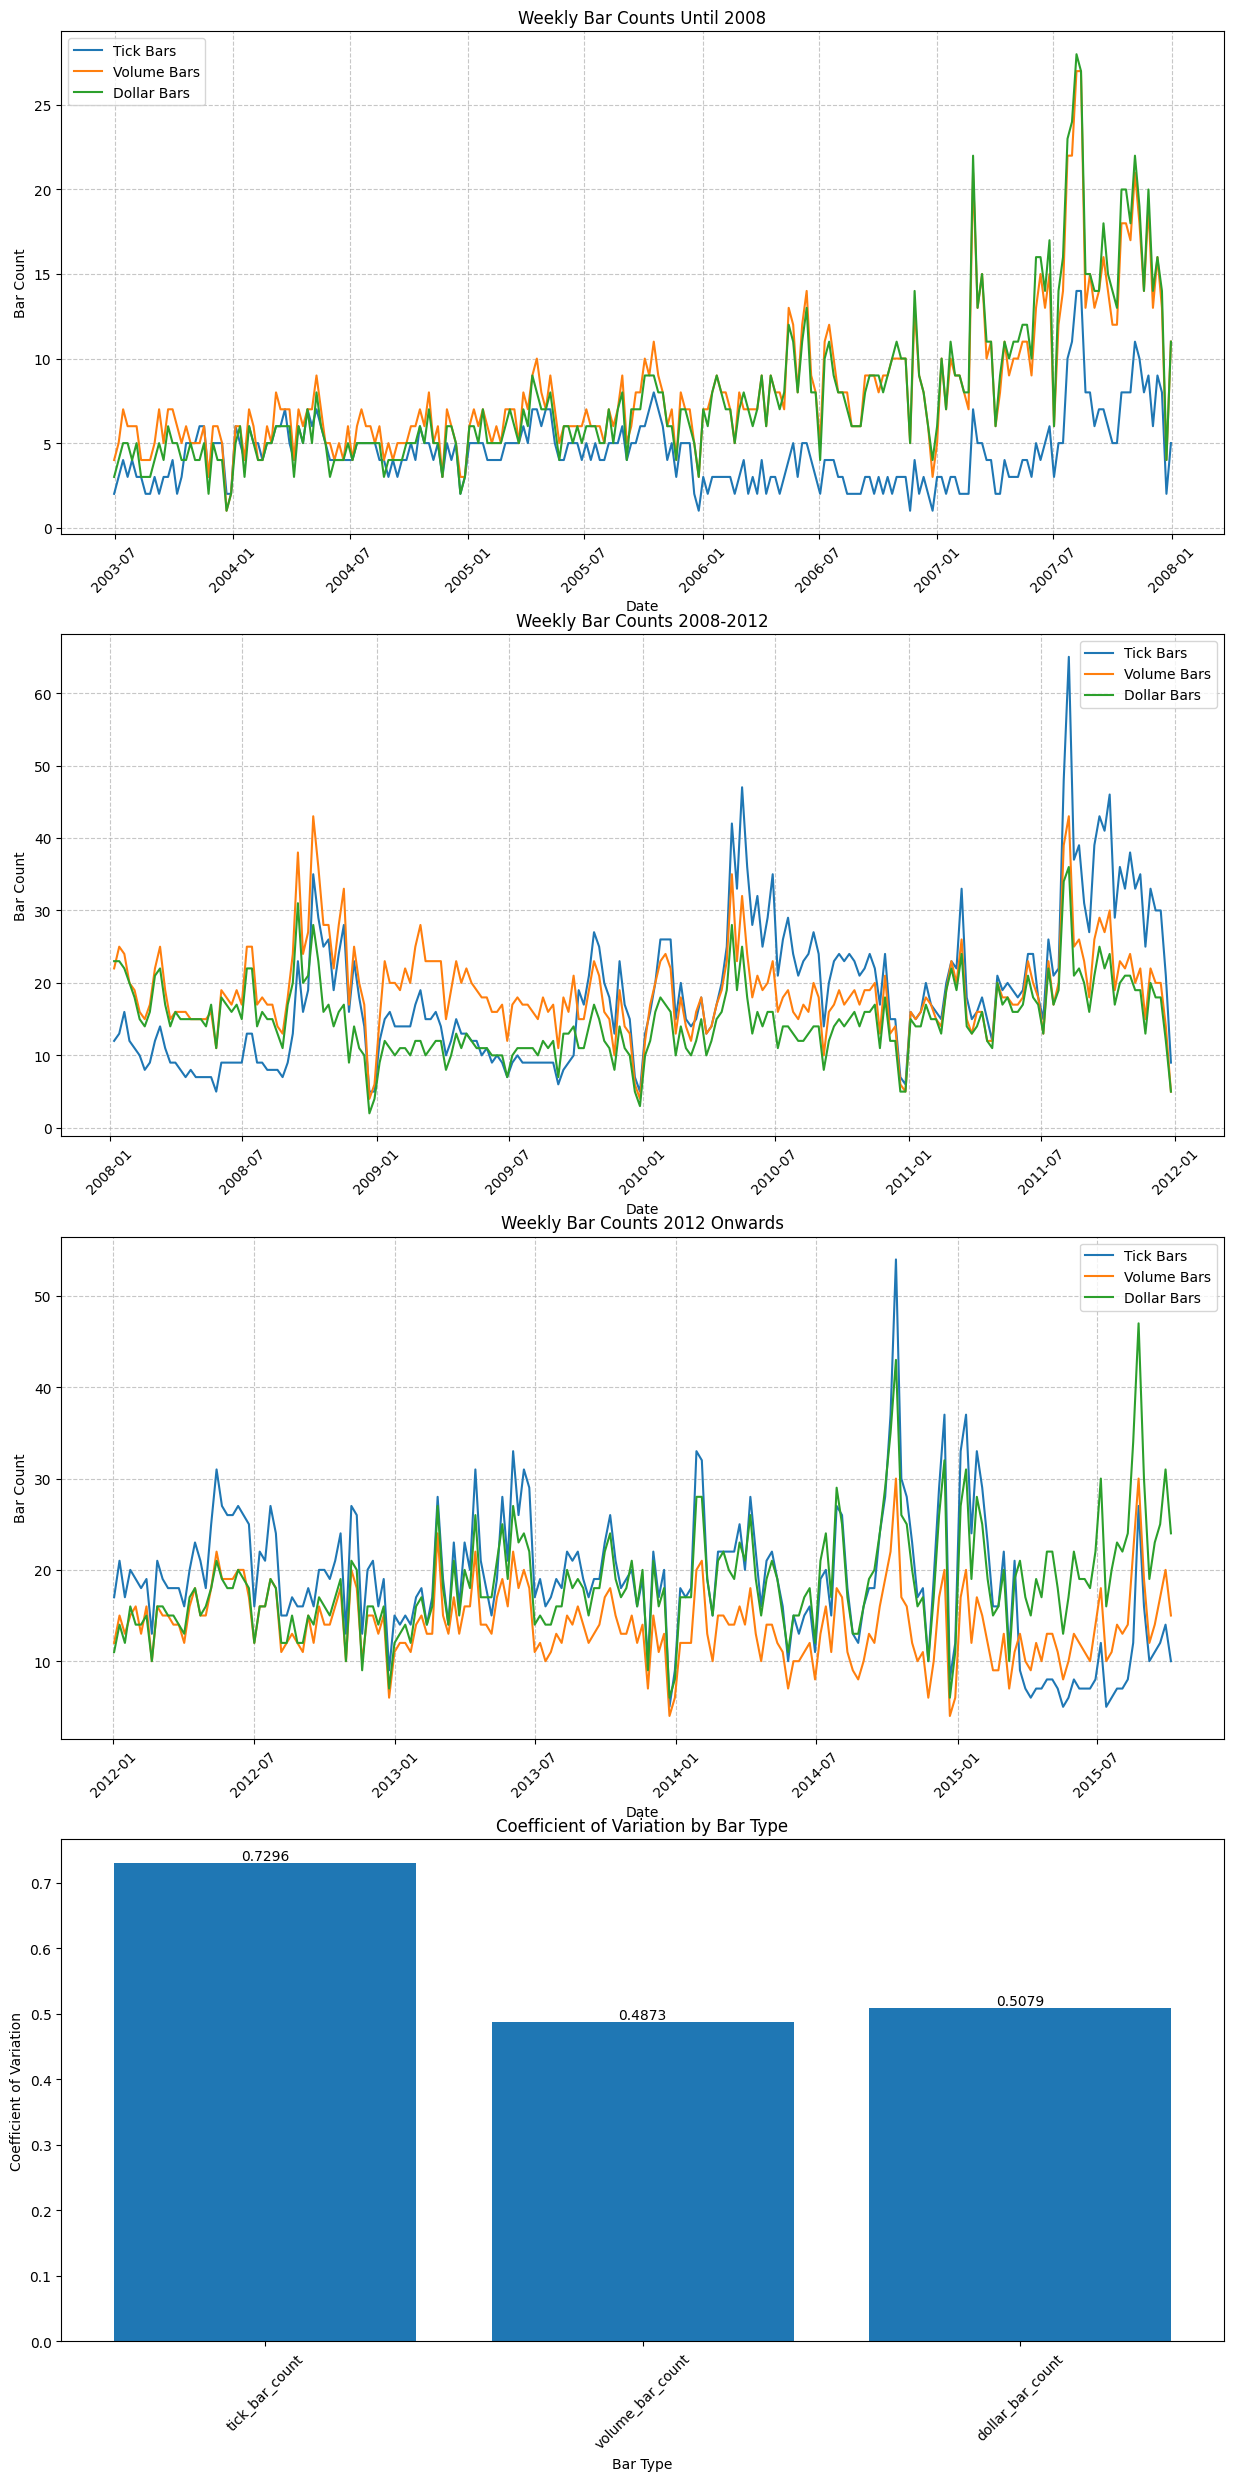 Weekly Bar Counts Until 2008
Tick Bars
Volume Bars
Dollar Bars
25
20
15
10
5
0
Bar Count
2003-07
2004-01
2004-07
2005-01
2005-07
2006-01
2006-07
2007-01
2007-07
2008-01
Date
Weekly Bar Counts 2008-2012
Tick Bars
Volume Bars
Dollar Bars
60
50
40
30
20
10
0
Bar Count
2008-01
2008-07
2009-01
2009-07
2010-01
2010-07
2011-01
2011-07
2012-01
Date
Weekly Bar Counts 2012 Onwards
Tick Bars
Volume Bars
Dollar Bars
50
40
30
20
10
Bar Count
2012-01
2012-07
2013-01
2013-07
2014-01
2014-07
2015-01
2015-07
Date
Coefficient of Variation by Bar Type
0.7296
0.4873
0.5079
0.7
0.6
0.5
0.4
0.3
0.2
0.1
0.0
Coefficient of Variation
tick_bar_count
volume_bar_count
dollar_bar_count
Bar Type